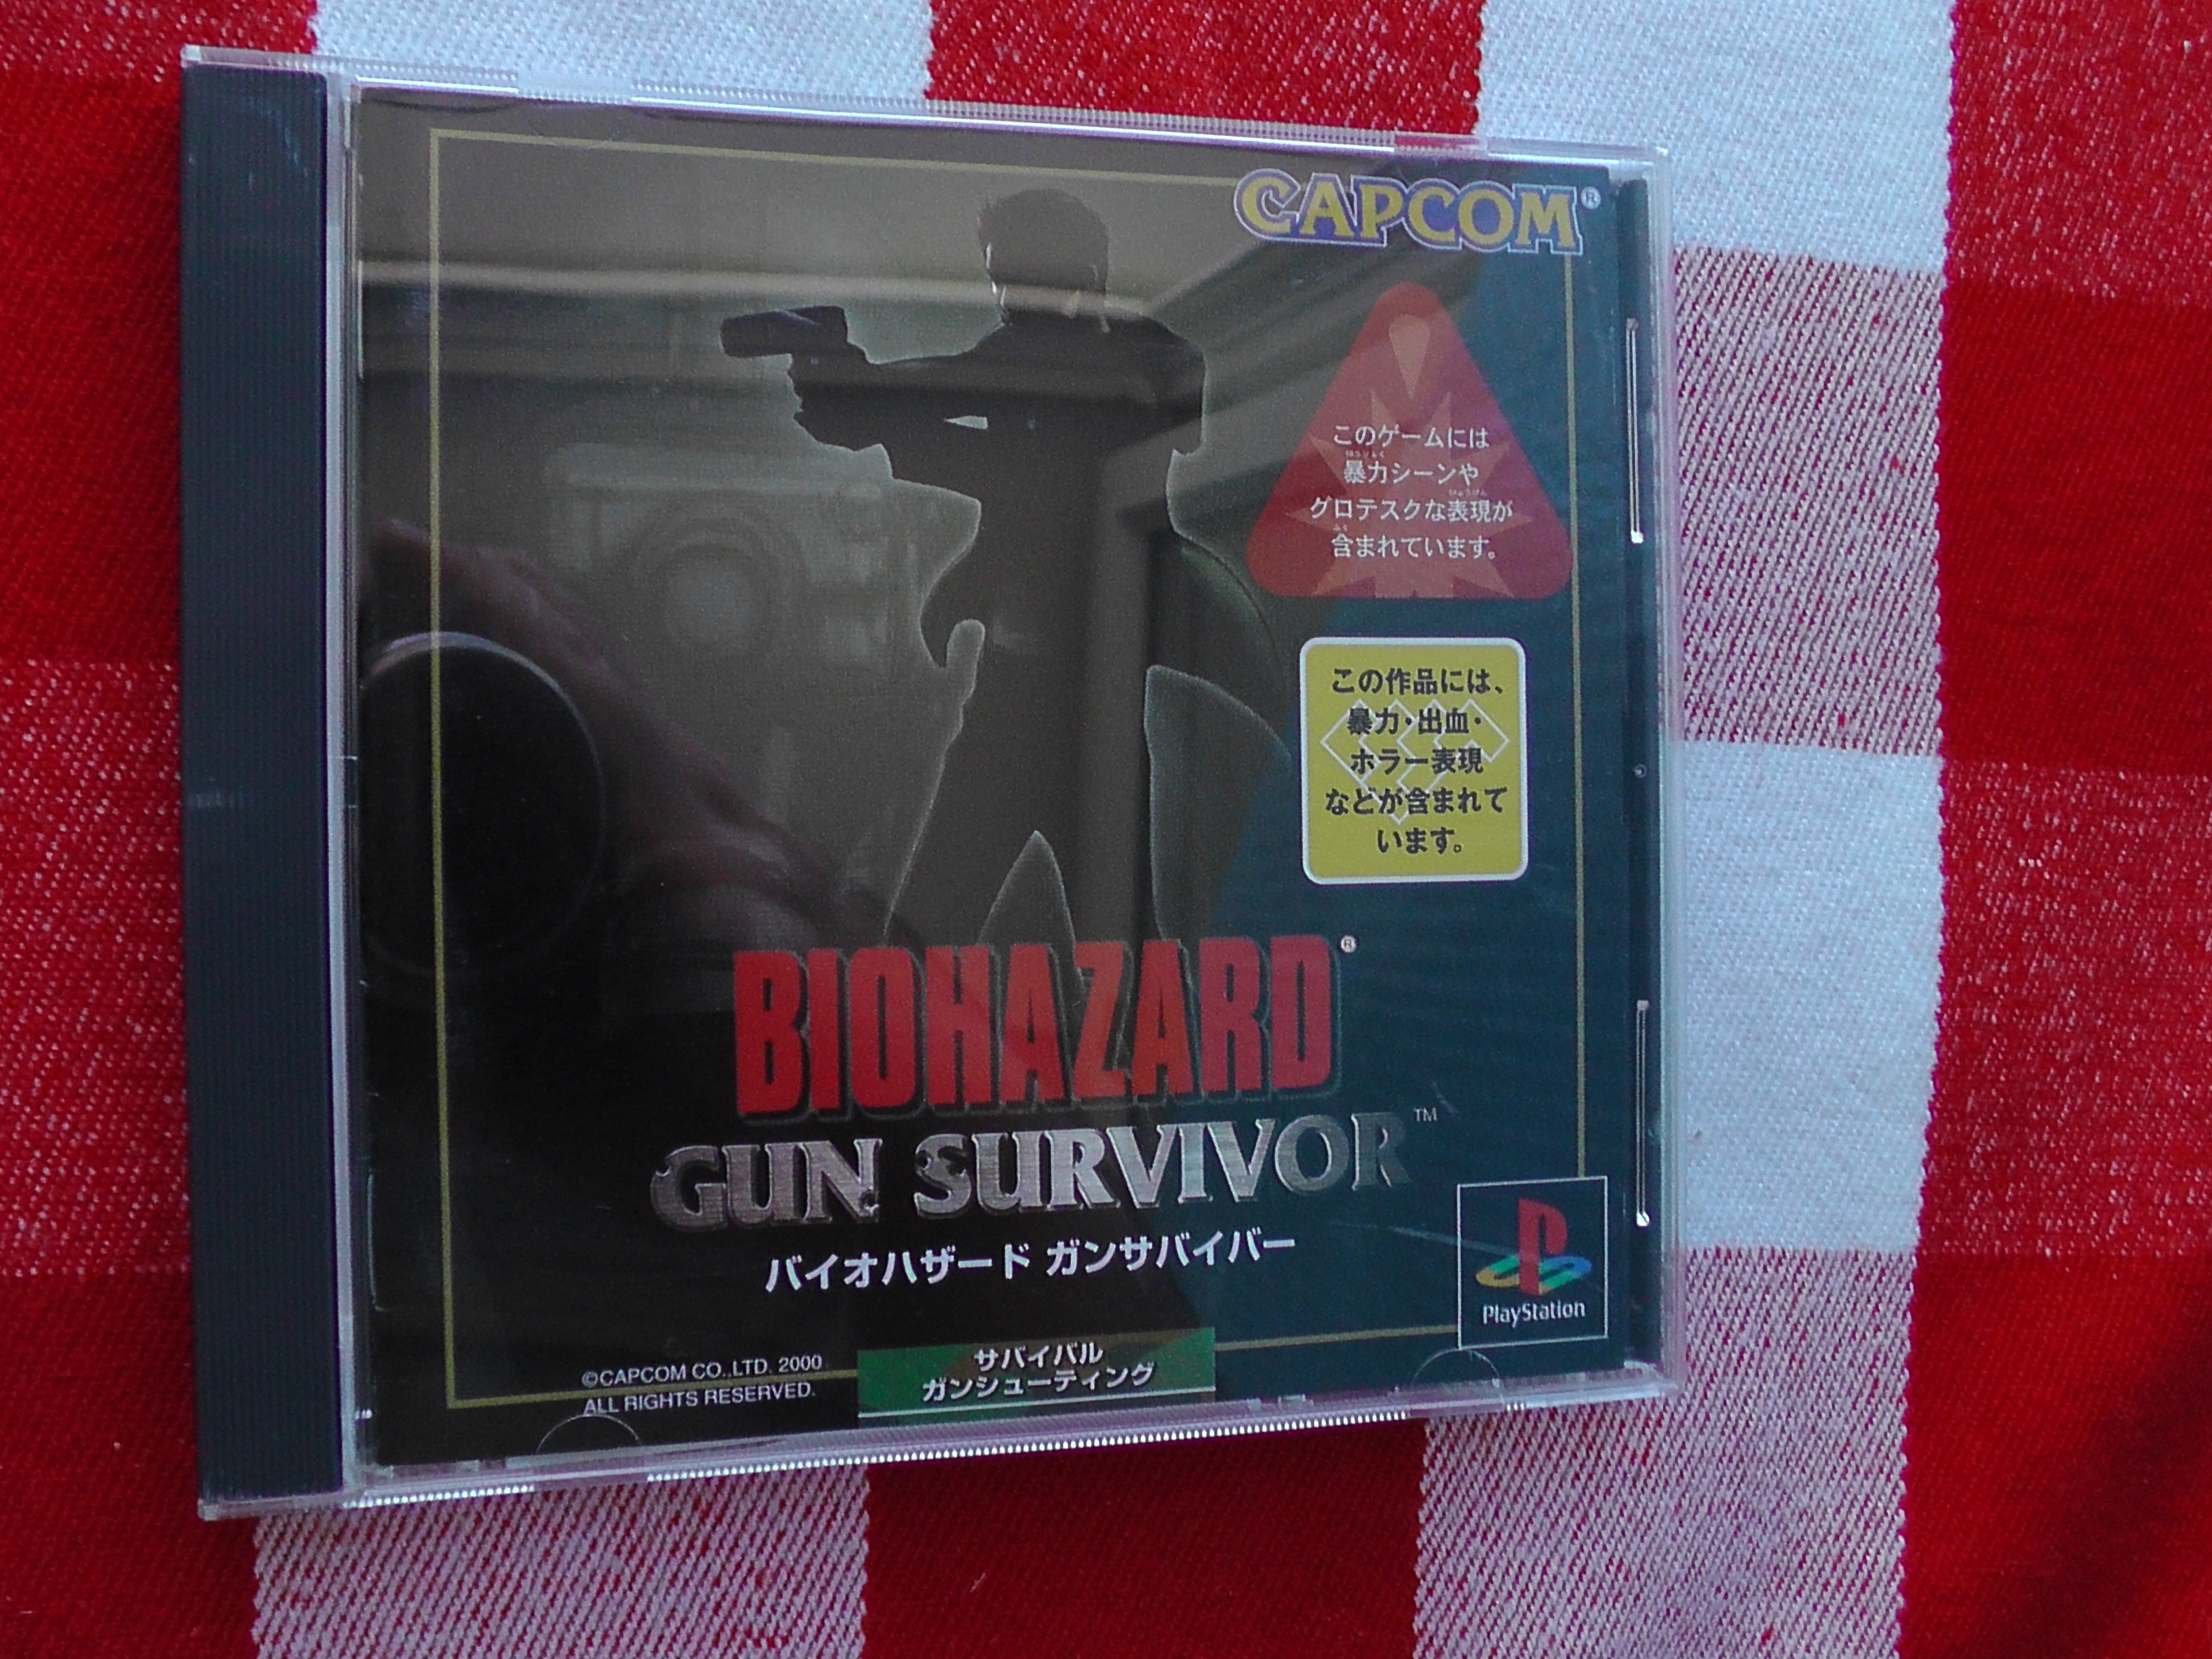 CAPCOM®
このゲームには
暴力シーンや
グロテスクな表現が
含まれています。
この作品には、
暴力・出血・
ホラー表現
などが含まれて
います。
BIOHAZARD®
GUN SURVIVOR™
バイオハザード ガンサバイバー
PlayStation
©CAPCOM CO.,LTD. 2000
ALL RIGHTS RESERVED.
サバイバル
ガンシューティング